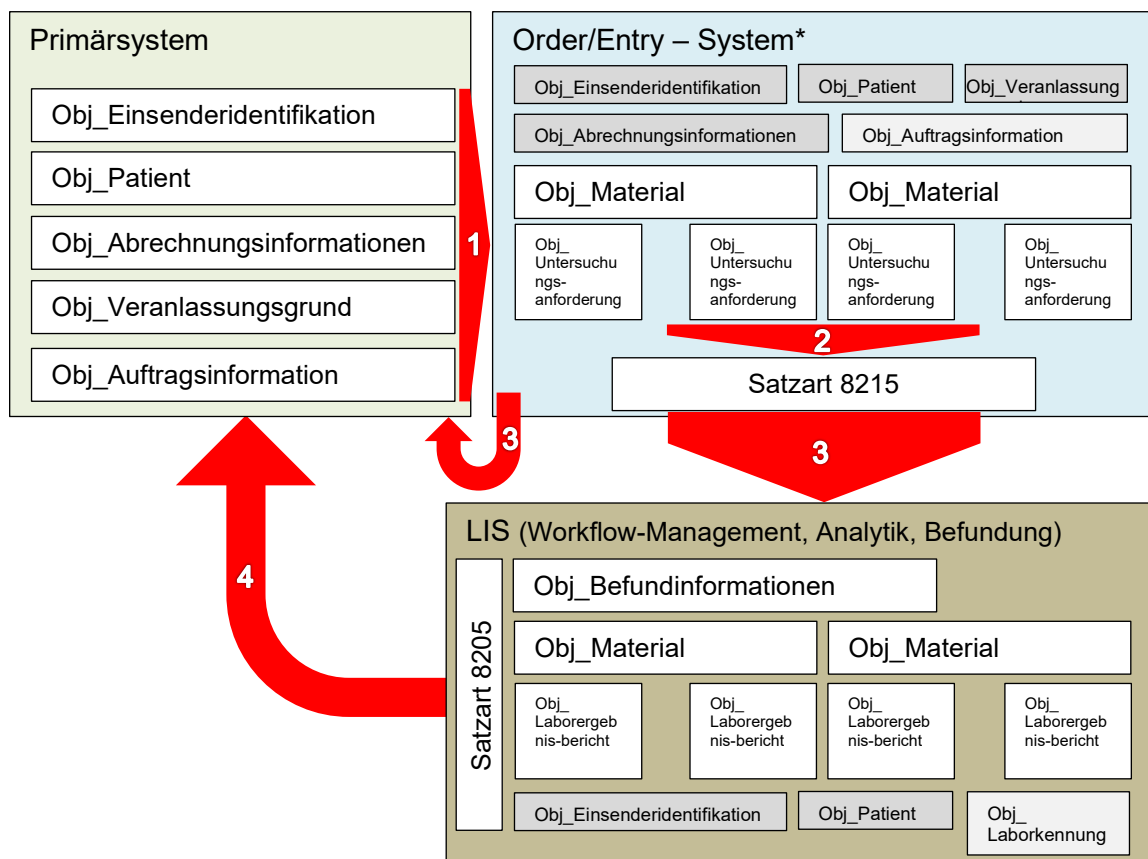 Primärsystem
Obj_Einsenderidentifikation
Obj_Patient
Obj_Abrechnungsinformationen
Obj_Veranlassungsgrund
Obj_Auftragsinformation
1
Order/Entry – System*
Obj_Einsenderidentifikation
Obj_Patient
Obj_Veranlassung
Obj_Abrechnungsinformationen
Obj_Auftragsinformation
Obj_Material
Obj_Material
Obj_
Untersuchu
ngs-
anforderung
Obj_
Untersuchu
ngs-
anforderung
Obj_
Untersuchu
ngs-
anforderung
Obj_
Untersuchu
ngs-
anforderung
2
Satzart 8215
3
3
4
LIS (Workflow-Management, Analytik, Befundung)
Satzart 8205
Obj_Befundinformationen
Obj_Material
Obj_Material
Obj_
Laborergeb
nis-bericht
Obj_
Laborergeb
nis-bericht
Obj_
Laborergeb
nis-bericht
Obj_
Laborergeb
nis-bericht
Obj_Einsenderidentifikation
Obj_Patient
Obj_
Laborkennung